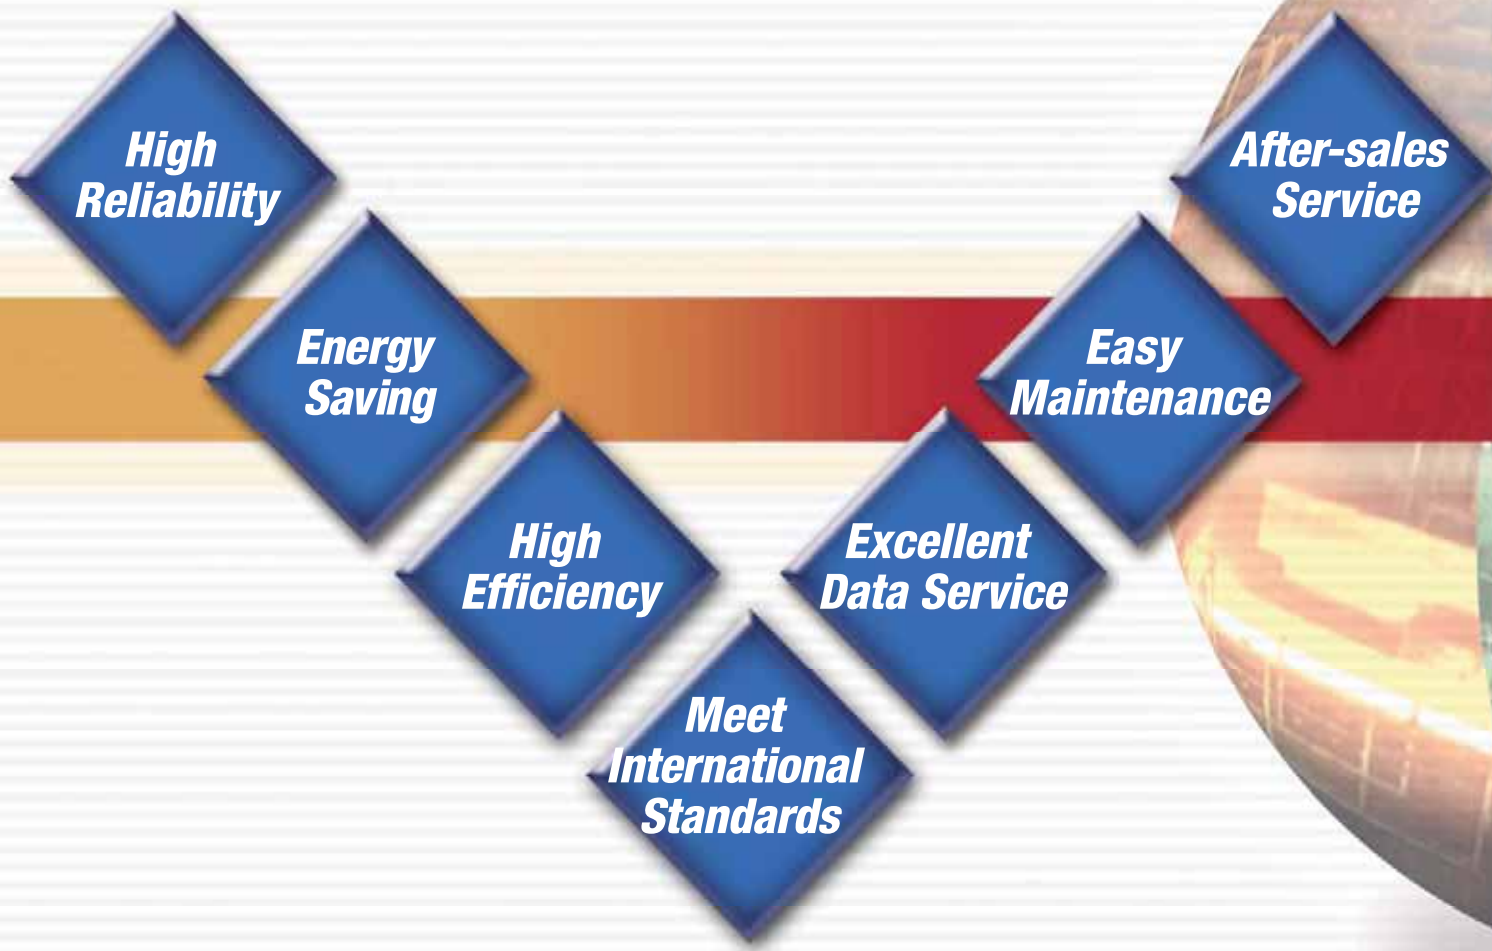 High
Reliability
Energy
Saving
High
Efficiency
Meet
International
Standards
Excellent
Data Service
Easy
Maintenance
After-sales
Service